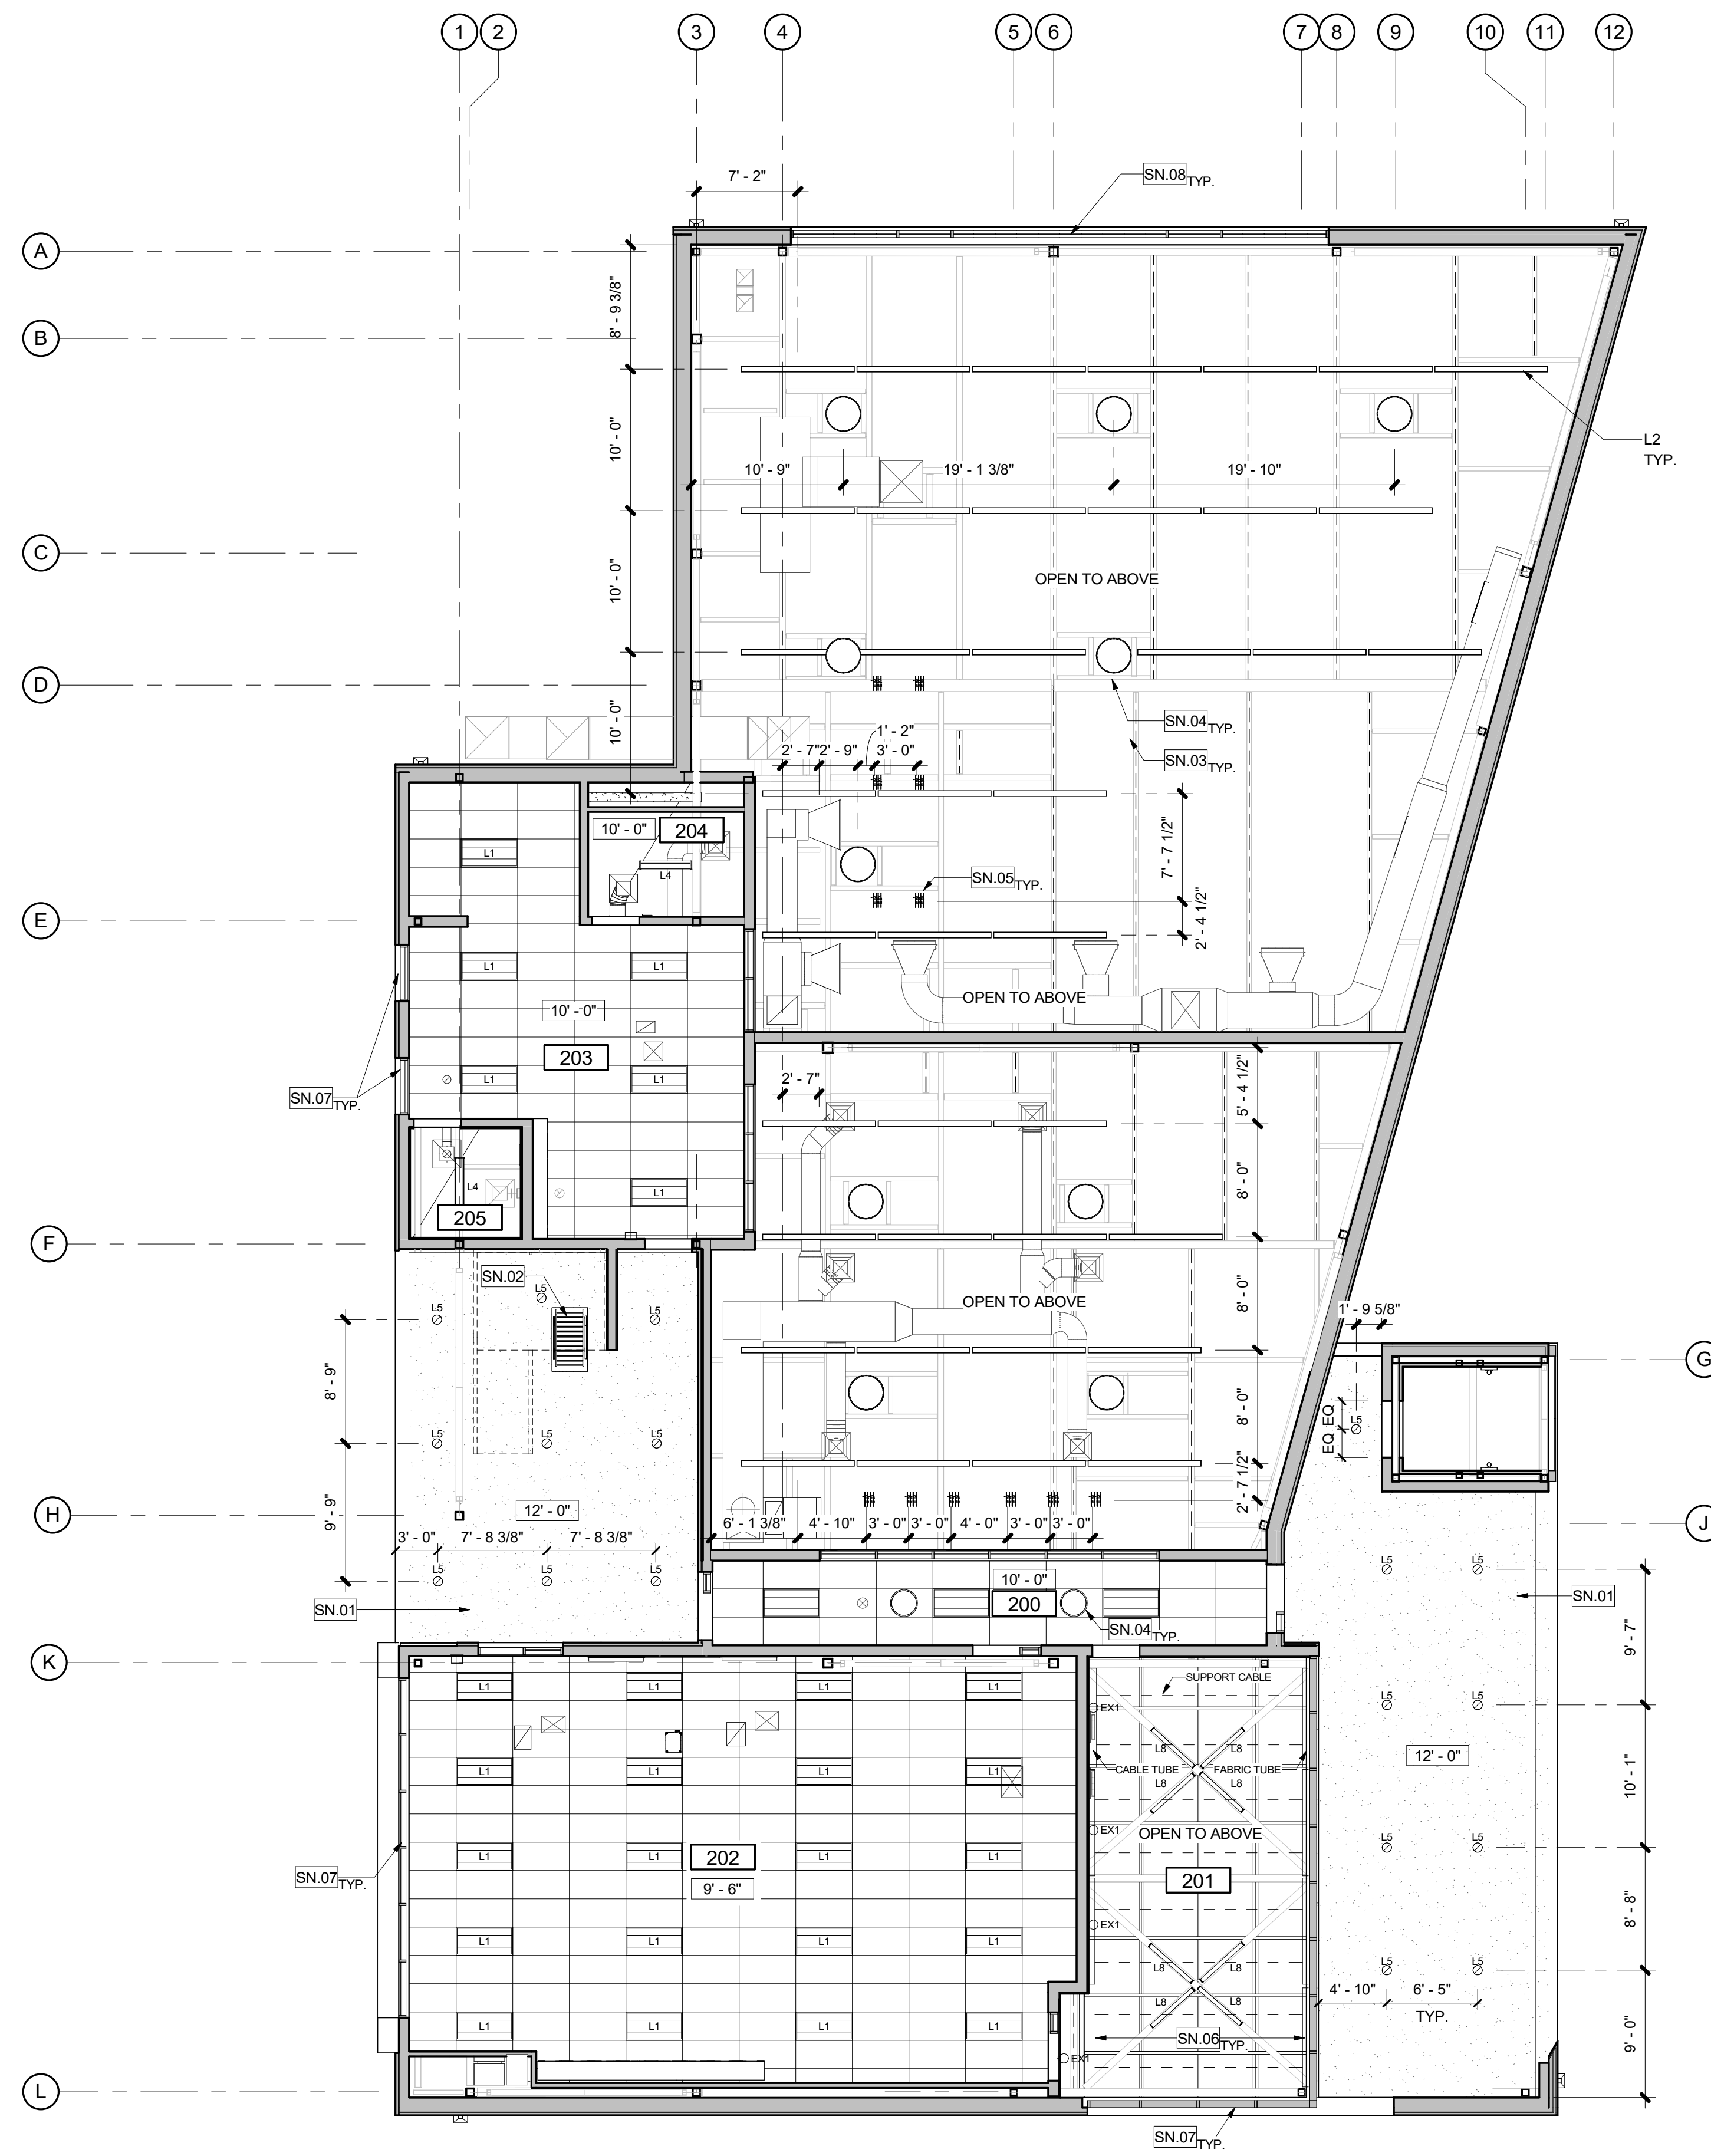 1 2 3 4 5 6 7 8 9 10 11 12
7' - 2"
SN.08 TYP.
A
B
8' - 9 3/8"
10' - 0"
L2
TYP.
10' - 9"
19' - 1 3/8"
19' - 10"
C
10' - 0"
OPEN TO ABOVE
D
10' - 0"
SN.04 TYP.
SN.03 TYP.
1' - 2"
2' - 7"
2' - 9"
3' - 0"
10' - 0"
204
L1
L4
7' - 7 1/2"
SN.05 TYP.
E
2' - 4 1/2"
L1
L1
10' - 0"
OPEN TO ABOVE
203
L1
L1
SN.07 TYP.
2' - 7"
5' - 4 1/2"
L4
L1
205
8' - 0"
F
SN.02
L5
L5
L5
OPEN TO ABOVE
8' - 0"
1' - 9 5/8"
G
8' - 9"
EQ
EQ
L5
L5
L5
L5
8' - 0"
2' - 7 1/2"
H
12' - 0"
J
9' - 9"
3' - 0"
7' - 8 3/8"
7' - 8 3/8"
6' - 1 3/8"
4' - 10"
3' - 0"
3' - 0"
4' - 0"
3' - 0"
3' - 0"
L5
L5
L5
L5
L5
10' - 0"
200
SN.01
SN.01
SN.04 TYP.
9' - 7"
K
L1
L1
L1
L1
SUPPORT CABLE
EX1
L5
L5
L8
L8
12' - 0"
L1
L1
L1
L1
CABLE TUBE
FABRIC TUBE
L8
L8
10' - 1"
EX1
OPEN TO ABOVE
L5
L5
L1
L1
202
L1
L1
9' - 6"
201
SN.07 TYP.
8' - 8"
EX1
L1
L1
L1
L1
L8
L8
L5
L5
4' - 10"
6' - 5"
TYP.
L8
L8
L1
L1
L1
L1
SN.06 TYP.
9' - 0"
EX1
L
SN.07 TYP.